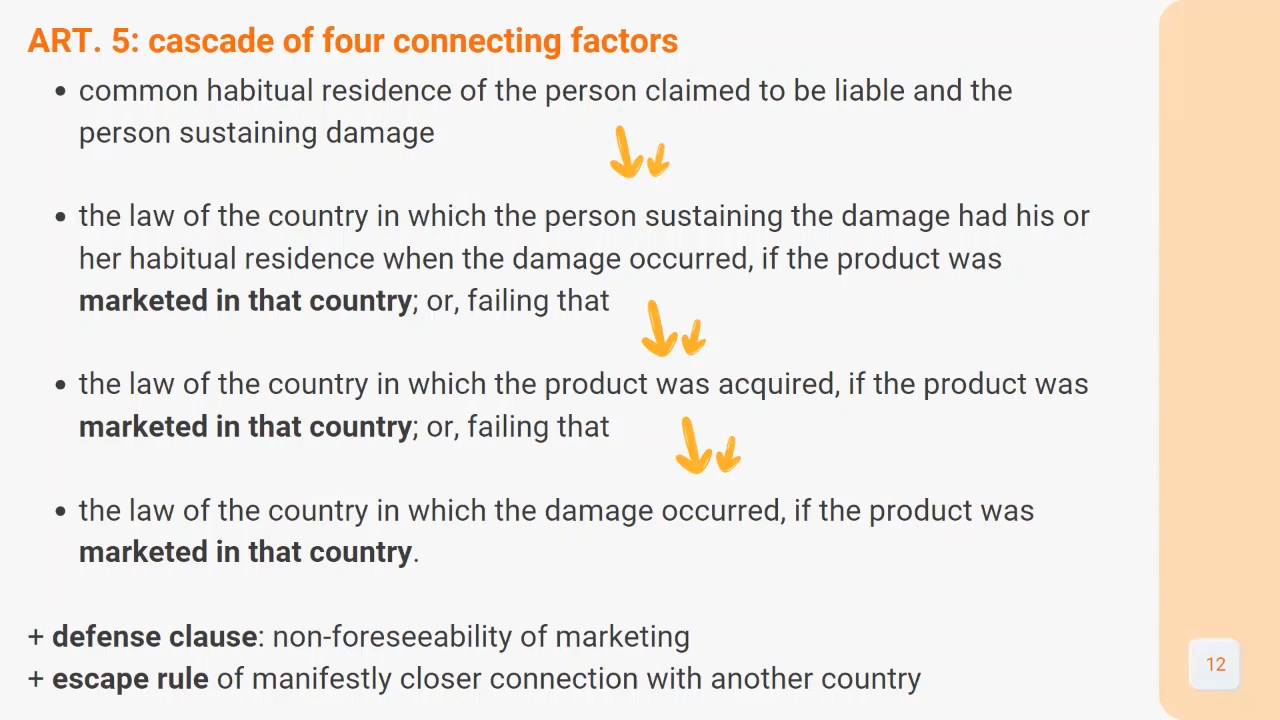 ART. 5: cascade of four connecting factors
• common habitual residence of the person claimed to be liable and the
person sustaining damage
• the law of the country in which the person sustaining the damage had his or
her habitual residence when the damage occurred, if the product was
marketed in that country; or, failing that
• the law of the country in which the product was acquired, if the product was
marketed in that country; or, failing that
• the law of the country in which the damage occurred, if the product was
marketed in that country.
+ defense clause: non-foreseeability of marketing
+ escape rule of manifestly closer connection with another country
12